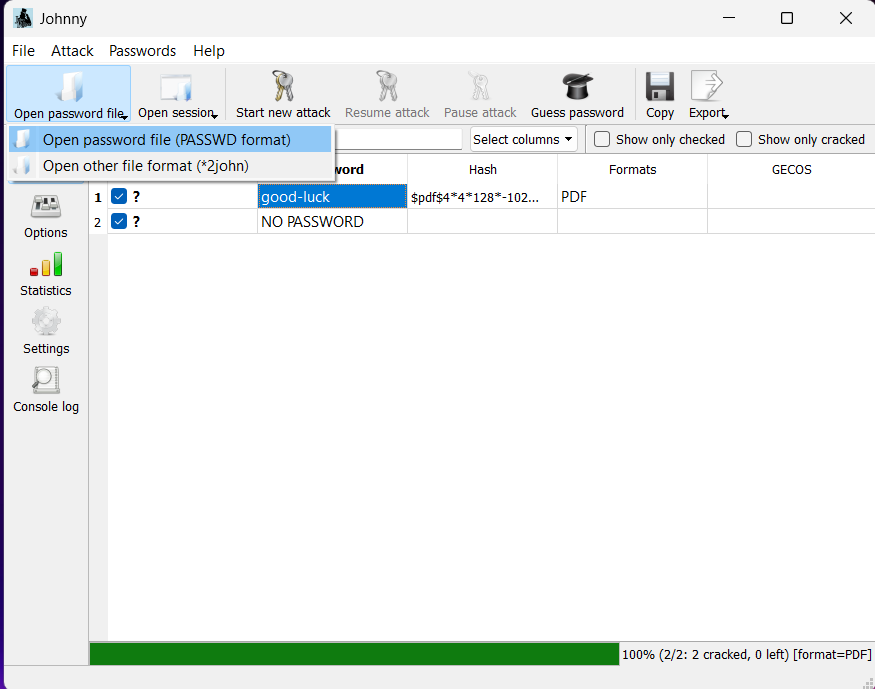 Johnny
File Attack Passwords Help
Open password file Open session Start new attack Resume attack Pause attack Guess password Copy Export
Open password file (PASSWD format)
Select columns Show only checked Show only cracked
Open other file format (*2john)
word Hash Formats GECOS
1 ? good-luck $pdf$4*4*128*-102... PDF
2 ? NO PASSWORD
Options
Statistics
Settings
Console log
100% (2/2: 2 cracked, 0 left) [format=PDF]